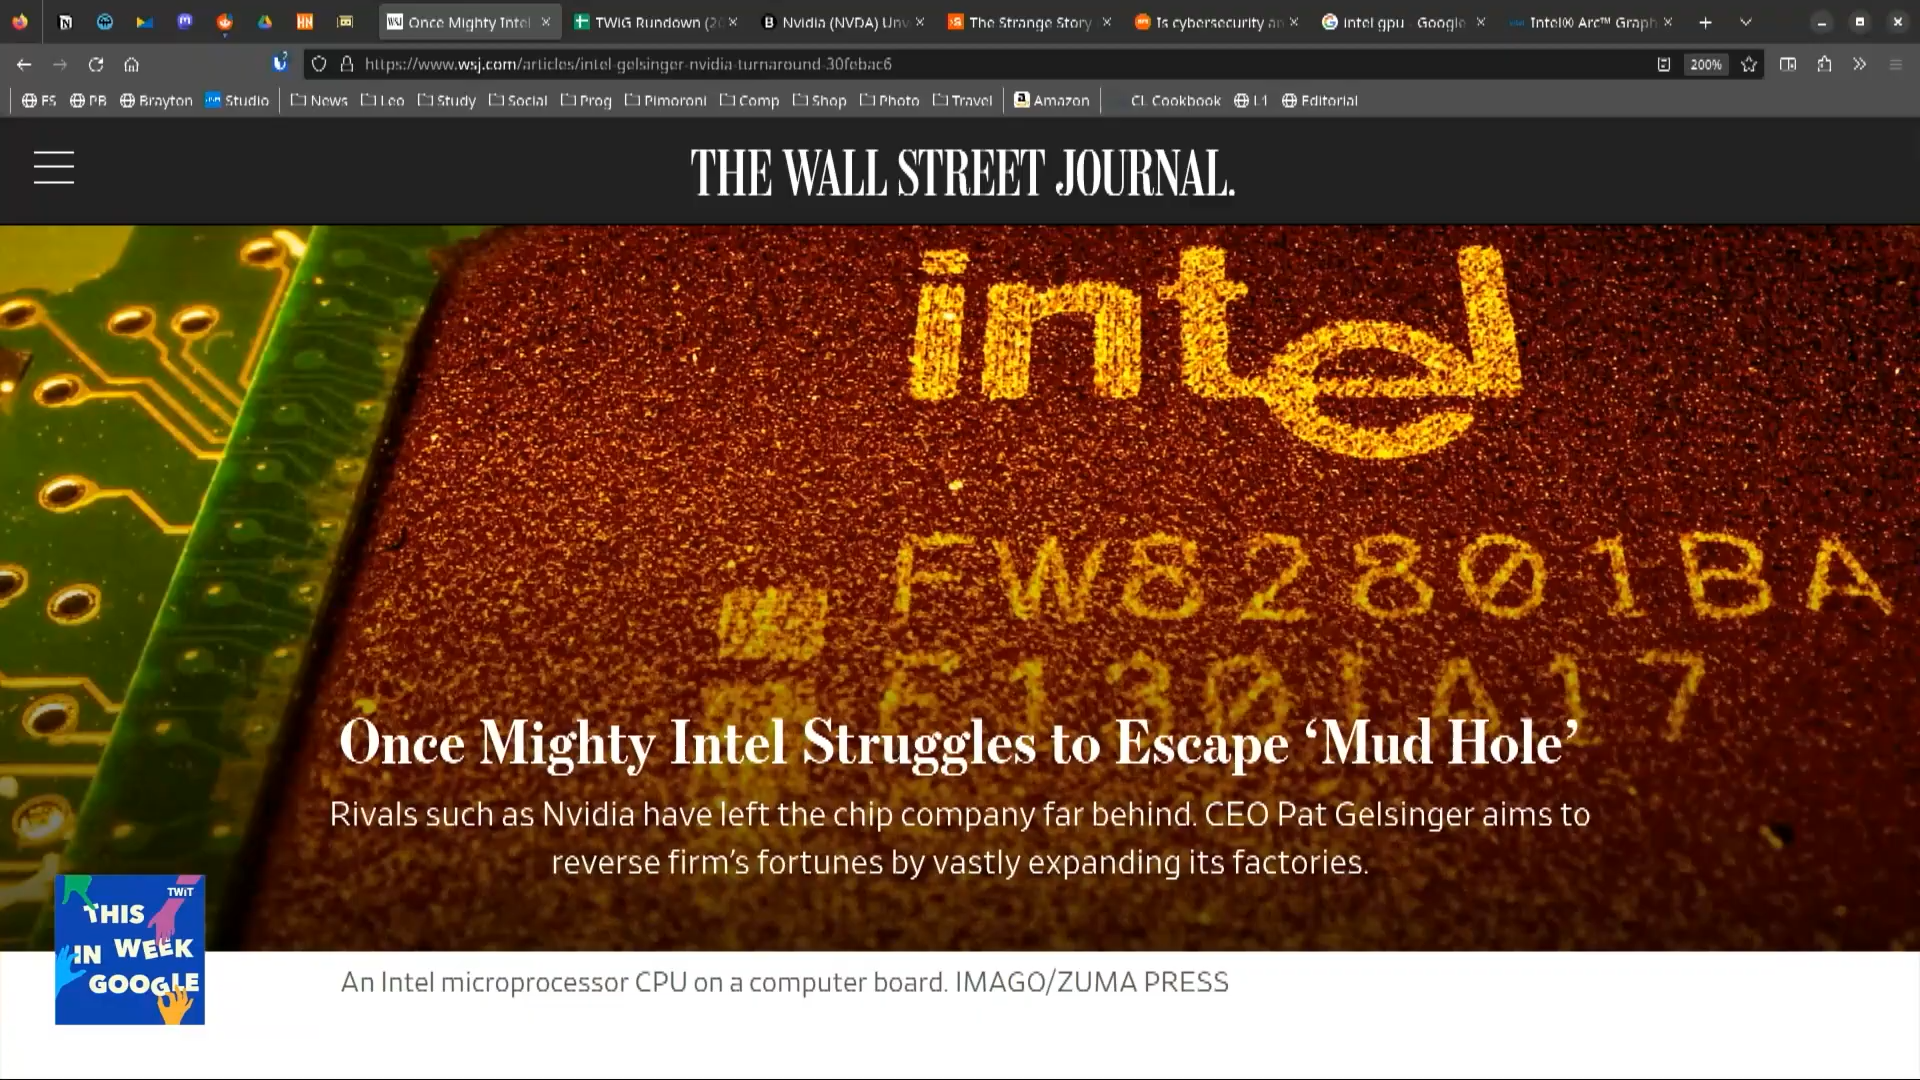 Once Mighty Intel
TWiG Rundown (20
Nvidia (NVDA) Unv
The Strange Story
Is cybersecurity an
intel gpu - Google
Intel® Arc™ Graph
https://www.wsj.com/articles/intel-gelsinger-nvidia-turnaround-30febac6
200%
FS PB Brayton Studio News Leo Study Social Prog Pimoroni Comp Shop Photo Travel Amazon CL Cookbook L1 Editorial
THE WALL STREET JOURNAL.
intel
FW82801BA
Once Mighty Intel Struggles to Escape ‘Mud Hole’
Rivals such as Nvidia have left the chip company far behind. CEO Pat Gelsinger aims to
reverse firm’s fortunes by vastly expanding its factories.
TWiT
THIS
IN WEEK
GOOGLE
An Intel microprocessor CPU on a computer board. IMAGO/ZUMA PRESS